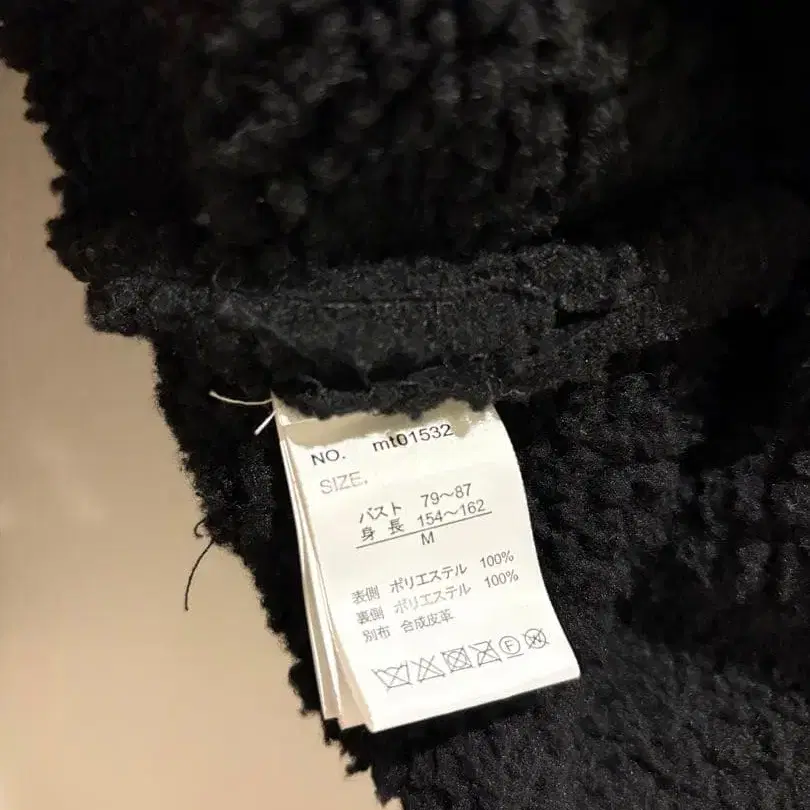 NO. mt01532
SIZE.
バスト 79～87
身長 154～162
M
表側 ポリエステル 100%
裏側 ポリエステル 100%
別布 合成皮革
F W